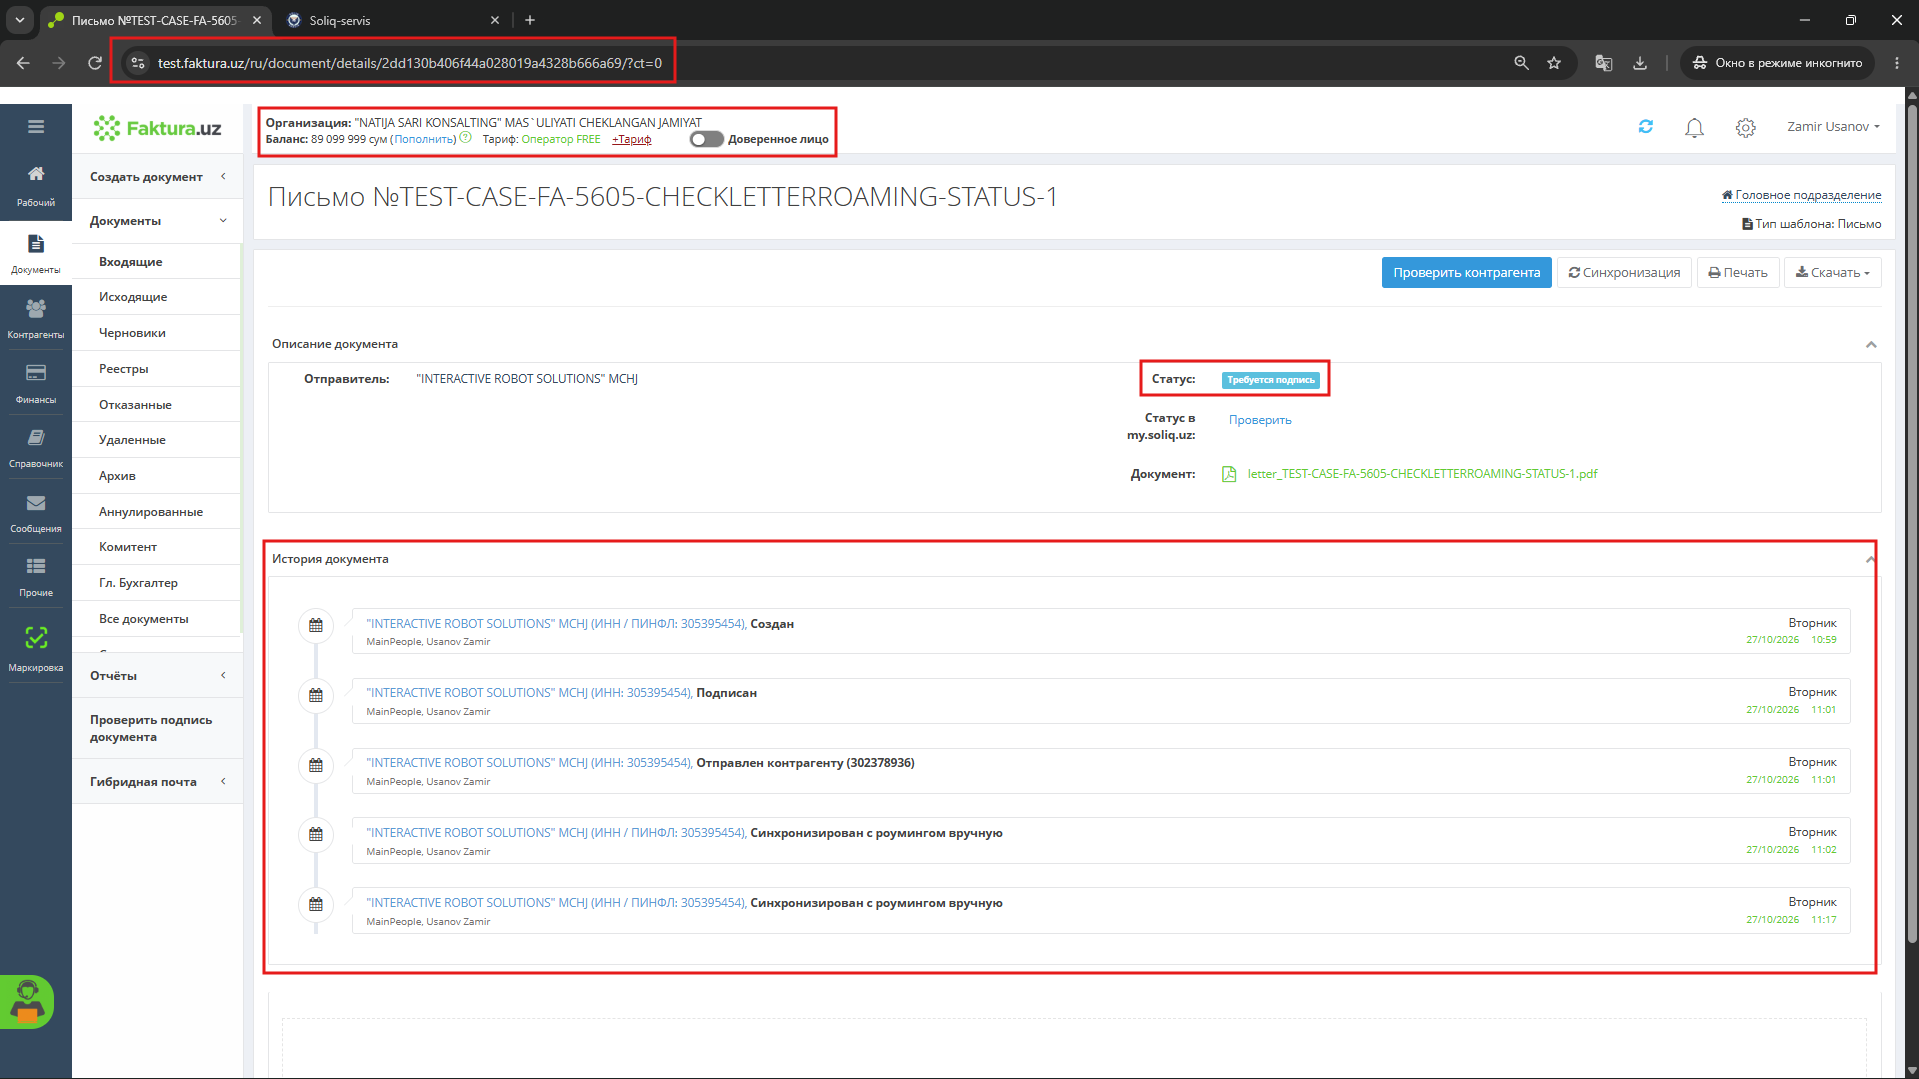 Письмо №TEST-CASE-FA-5605-
Soliq-servis
test.faktura.uz/ru/document/details/2dd130b406f44a028019a4328b666a69/?ct=0
Окно в режиме инкогнито
Рабочий
Документы
Контрагенты
Финансы
Справочник
Сообщения
Прочие
Маркировка
Faktura.uz
Создать документ
Документы
Входящие
Исходящие
Черновики
Реестры
Отказанные
Удаленные
Архив
Аннулированные
Комитент
Гл. Бухгалтер
Все документы
Отчёты
Проверить подпись
документа
Гибридная почта
Организация: "NATIJA SARI KONSALTING" MAS`ULIYATI CHEKLANGAN JAMIYAT
Баланс: 89 099 999 сум (Пополнить) ? Тариф: Оператор FREE +Тариф Доверенное лицо
Zamir Usanov
Письмо №TEST-CASE-FA-5605-CHECKLETTERROAMING-STATUS-1
Головное подразделение
Тип шаблона: Письмо
Проверить контрагента
Синхронизация
Печать
Скачать
Описание документа
Отправитель: "INTERACTIVE ROBOT SOLUTIONS" MCHJ
Статус: Требуется подпись
Статус в
my.soliq.uz: Проверить
Документ: letter_TEST-CASE-FA-5605-CHECKLETTERROAMING-STATUS-1.pdf
История документа
"INTERACTIVE ROBOT SOLUTIONS" MCHJ (ИНН / ПИНФЛ: 305395454), Создан
MainPeople, Usanov Zamir
Вторник
27/10/2026 10:59
"INTERACTIVE ROBOT SOLUTIONS" MCHJ (ИНН: 305395454), Подписан
MainPeople, Usanov Zamir
Вторник
27/10/2026 11:01
"INTERACTIVE ROBOT SOLUTIONS" MCHJ (ИНН: 305395454), Отправлен контрагенту (302378936)
MainPeople, Usanov Zamir
Вторник
27/10/2026 11:01
"INTERACTIVE ROBOT SOLUTIONS" MCHJ (ИНН / ПИНФЛ: 305395454), Синхронизирован с роумингом вручную
MainPeople, Usanov Zamir
Вторник
27/10/2026 11:02
"INTERACTIVE ROBOT SOLUTIONS" MCHJ (ИНН / ПИНФЛ: 305395454), Синхронизирован с роумингом вручную
MainPeople, Usanov Zamir
Вторник
27/10/2026 11:17